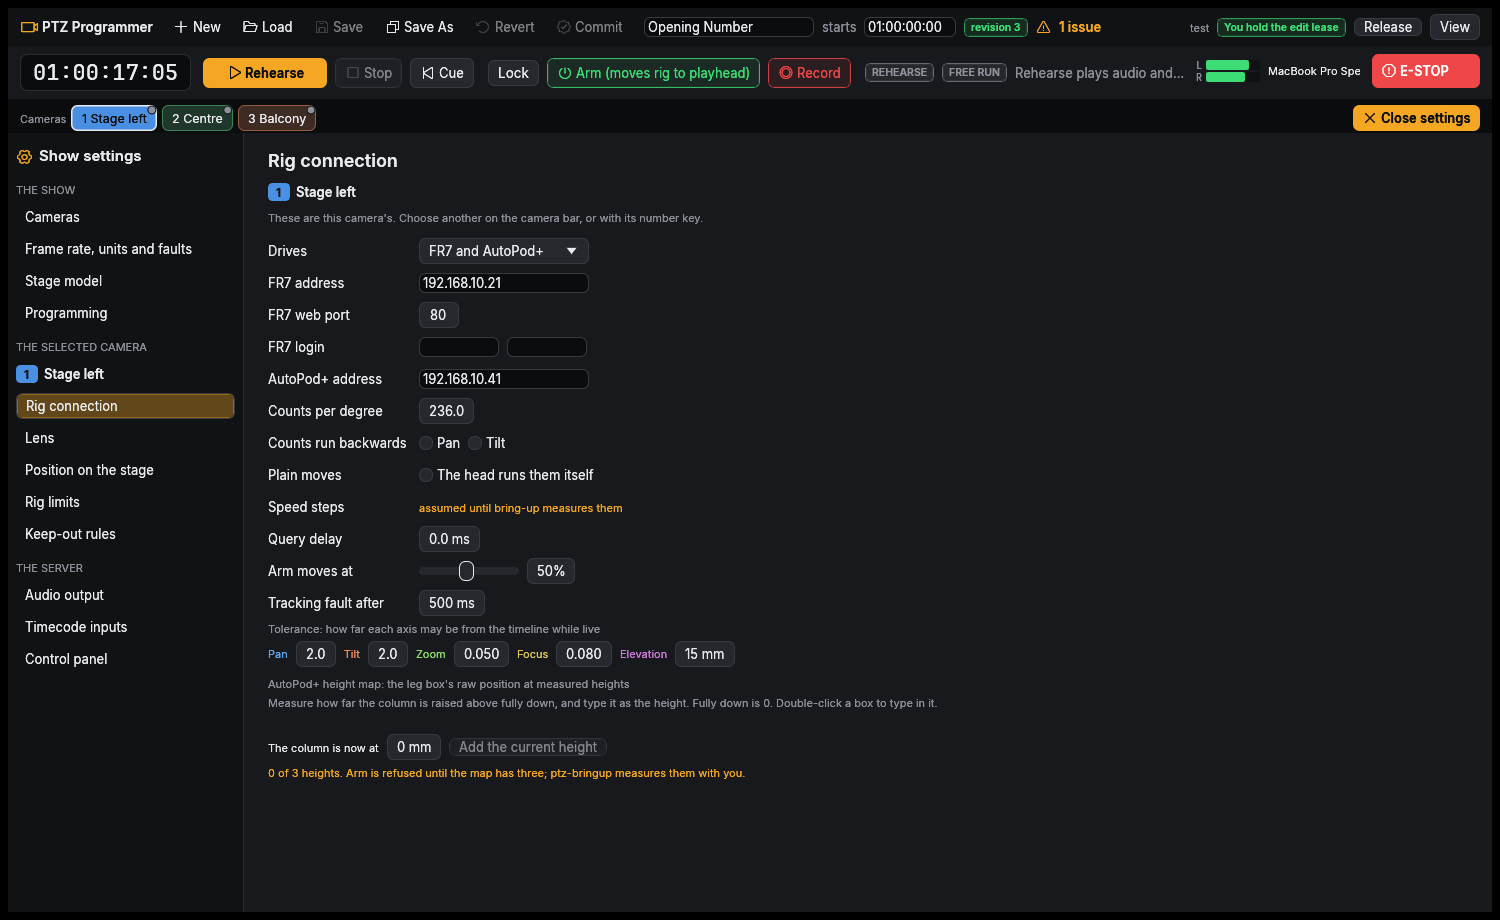 PTZ Programmer New Load Save Save As Revert Commit Opening Number starts 01:00:00:00 revision 3 1 issue test You hold the edit lease Release View
01:00:17:05 Rehearse Stop Cue Lock Arm (moves rig to playhead) Record REHEARSE FREE RUN Rehearse plays audio and... L R MacBook Pro Spe E-STOP
Cameras 1 Stage left 2 Centre 3 Balcony Close settings
Show settings
THE SHOW
Cameras
Frame rate, units and faults
Stage model
Programming
THE SELECTED CAMERA
1 Stage left
Rig connection
Lens
Position on the stage
Rig limits
Keep-out rules
THE SERVER
Audio output
Timecode inputs
Control panel
Rig connection
1 Stage left
These are this camera's. Choose another on the camera bar, or with its number key.
Drives FR7 and AutoPod+
FR7 address 192.168.10.21
FR7 web port 80
FR7 login
AutoPod+ address 192.168.10.41
Counts per degree 236.0
Counts run backwards Pan Tilt
Plain moves The head runs them itself
Speed steps assumed until bring-up measures them
Query delay 0.0 ms
Arm moves at 50%
Tracking fault after 500 ms
Tolerance: how far each axis may be from the timeline while live
Pan 2.0 Tilt 2.0 Zoom 0.050 Focus 0.080 Elevation 15 mm
AutoPod+ height map: the leg box's raw position at measured heights
Measure how far the column is raised above fully down, and type it as the height. Fully down is 0. Double-click a box to type in it.
The column is now at 0 mm Add the current height
0 of 3 heights. Arm is refused until the map has three; ptz-bringup measures them with you.